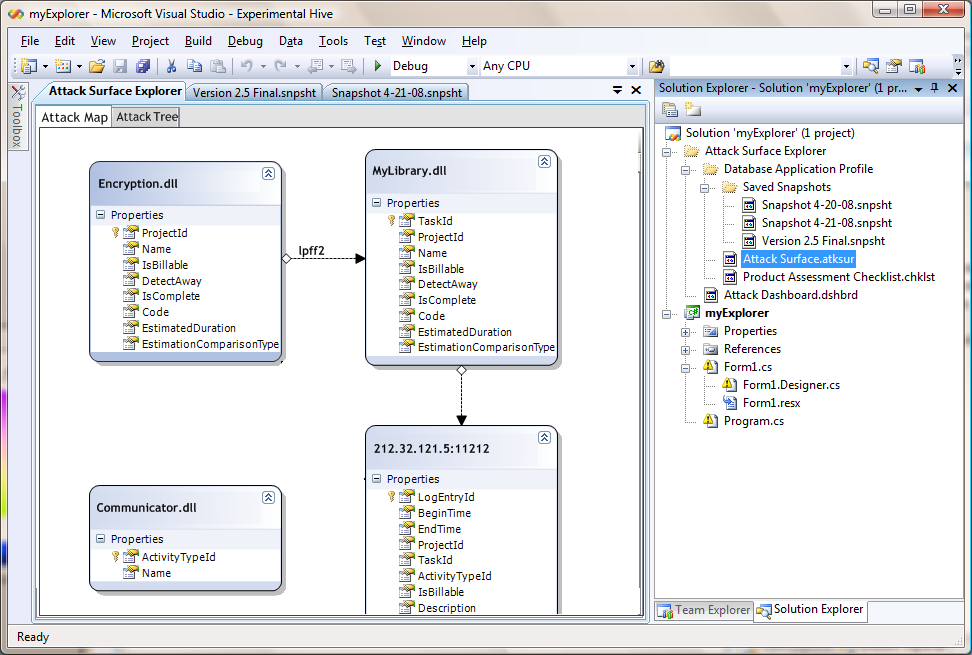 myExplorer - Microsoft Visual Studio - Experimental Hive
File Edit View Project Build Debug Data Tools Test Window Help
Debug Any CPU
Toolbox
Attack Surface Explorer Version 2.5 Final.snpsht Snapshot 4-21-08.snpsht
Attack Map Attack Tree
Encryption.dll
Properties
ProjectId
Name
IsBillable
DetectAway
IsComplete
Code
EstimatedDuration
EstimationComparisonType
lpff2
MyLibrary.dll
Properties
TaskId
ProjectId
Name
IsBillable
DetectAway
IsComplete
Code
EstimatedDuration
EstimationComparisonType
Communicator.dll
Properties
ActivityTypeId
Name
212.32.121.5:11212
Properties
LogEntryId
BeginTime
EndTime
ProjectId
TaskId
ActivityTypeId
IsBillable
Description
Solution Explorer - Solution 'myExplorer' (1 pr...
Solution 'myExplorer' (1 project)
Attack Surface Explorer
Database Application Profile
Saved Snapshots
Snapshot 4-20-08.snpsht
Snapshot 4-21-08.snpsht
Version 2.5 Final.snpsht
Attack Surface.atksur
Product Assessment Checklist.chklst
Attack Dashboard.dshbrd
myExplorer
Properties
References
Form1.cs
Form1.Designer.cs
Form1.resx
Program.cs
Team Explorer Solution Explorer
Ready